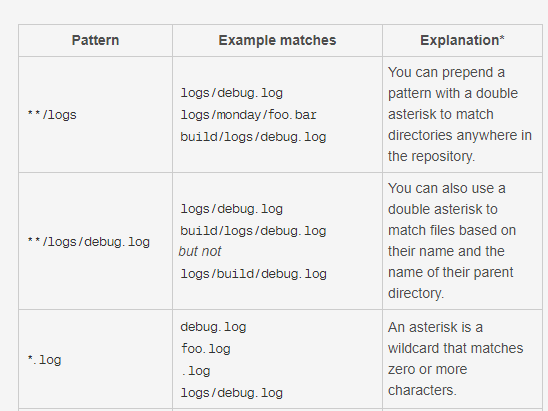 Pattern
Example matches
Explanation*
**/logs
logs/debug.log
logs/monday/foo.bar
build/logs/debug.log
You can prepend a
pattern with a double
asterisk to match
directories anywhere in
the repository.
**/logs/debug.log
logs/debug.log
build/logs/debug.log
but not
logs/build/debug.log
You can also use a
double asterisk to
match files based on
their name and the
name of their parent
directory.
*.log
debug.log
foo.log
.log
logs/debug.log
An asterisk is a
wildcard that matches
zero or more
characters.